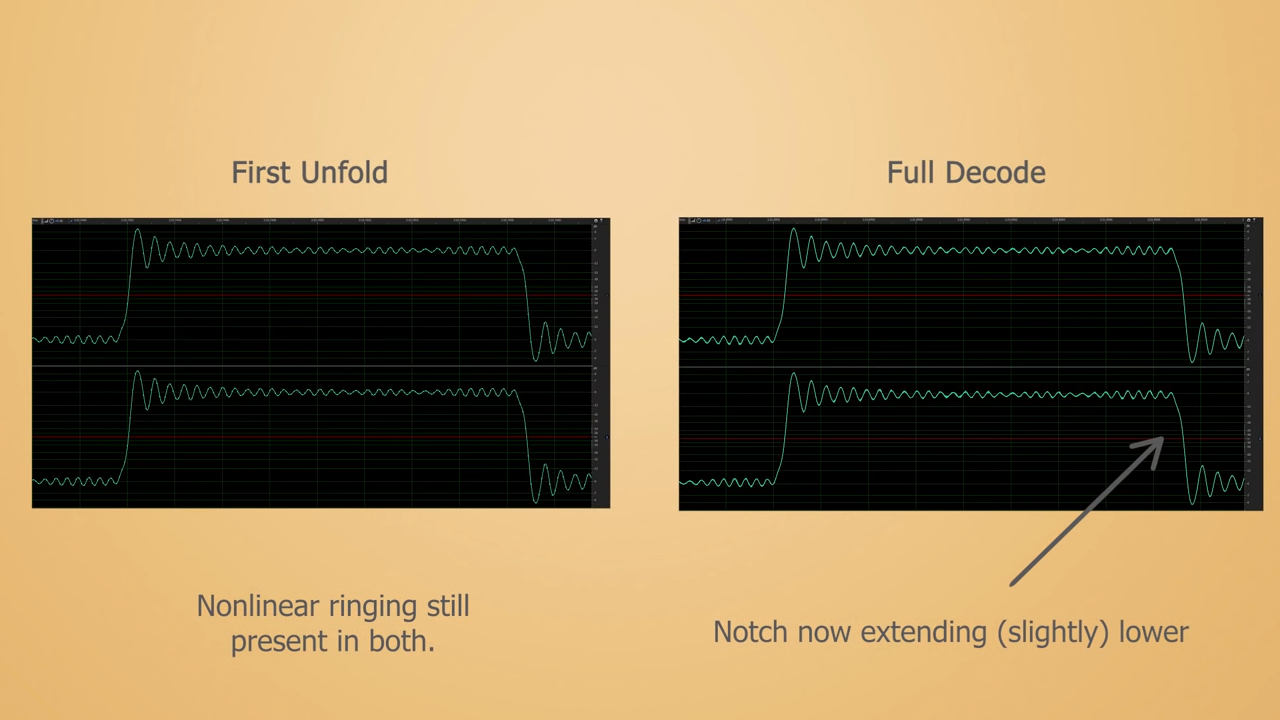 First Unfold
Full Decode
Nonlinear ringing still
present in both.
Notch now extending (slightly) lower